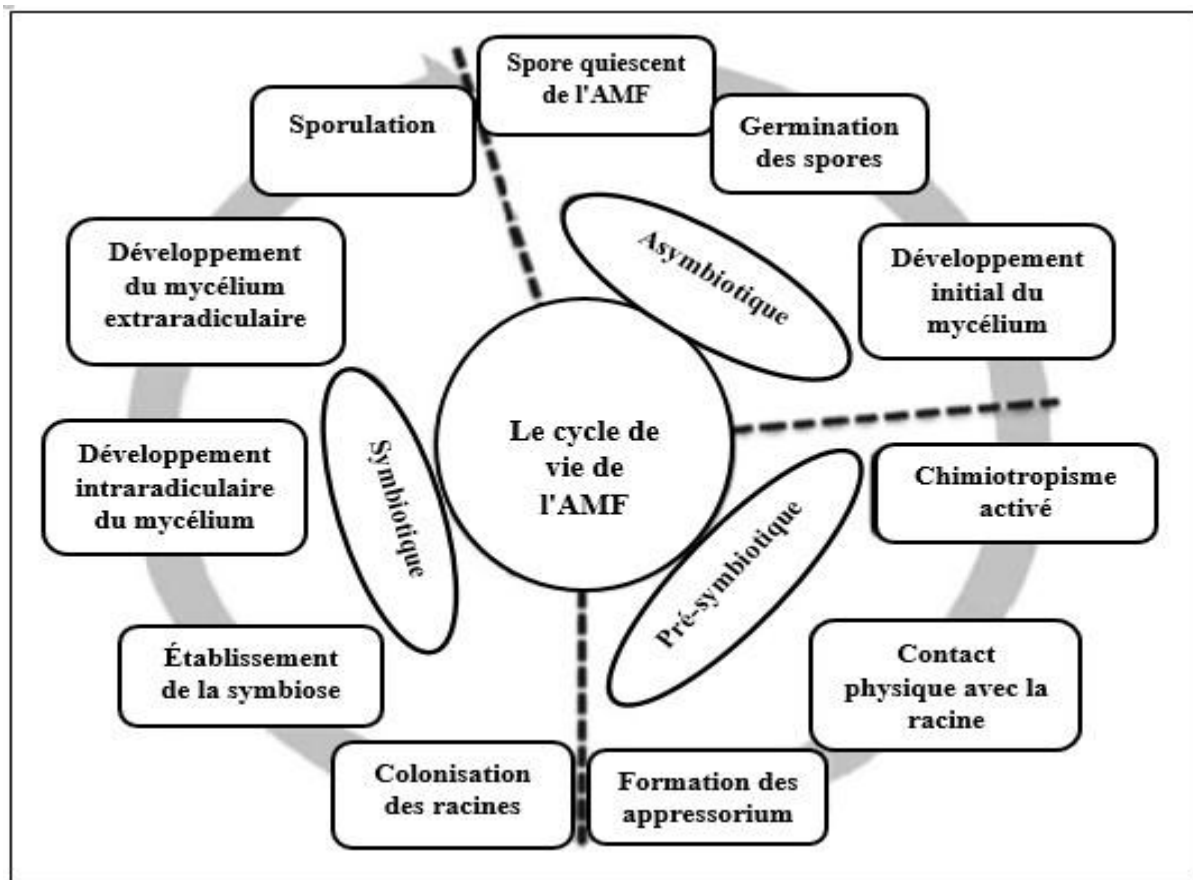 Spore quiescent
de l'AMF
Germination
des spores
Développement
initial du
mycélium
Chimiotropisme
activé
Contact
physique avec la
racine
Formation des
appressorium
Colonisation
des racines
Établissement
de la symbiose
Développement
intraradiculaire
du mycélium
Développement
du mycélium
extraradiculaire
Sporulation
Asymbiotique
Pré-symbiotique
Symbiotique
Le cycle de
vie de
l'AMF